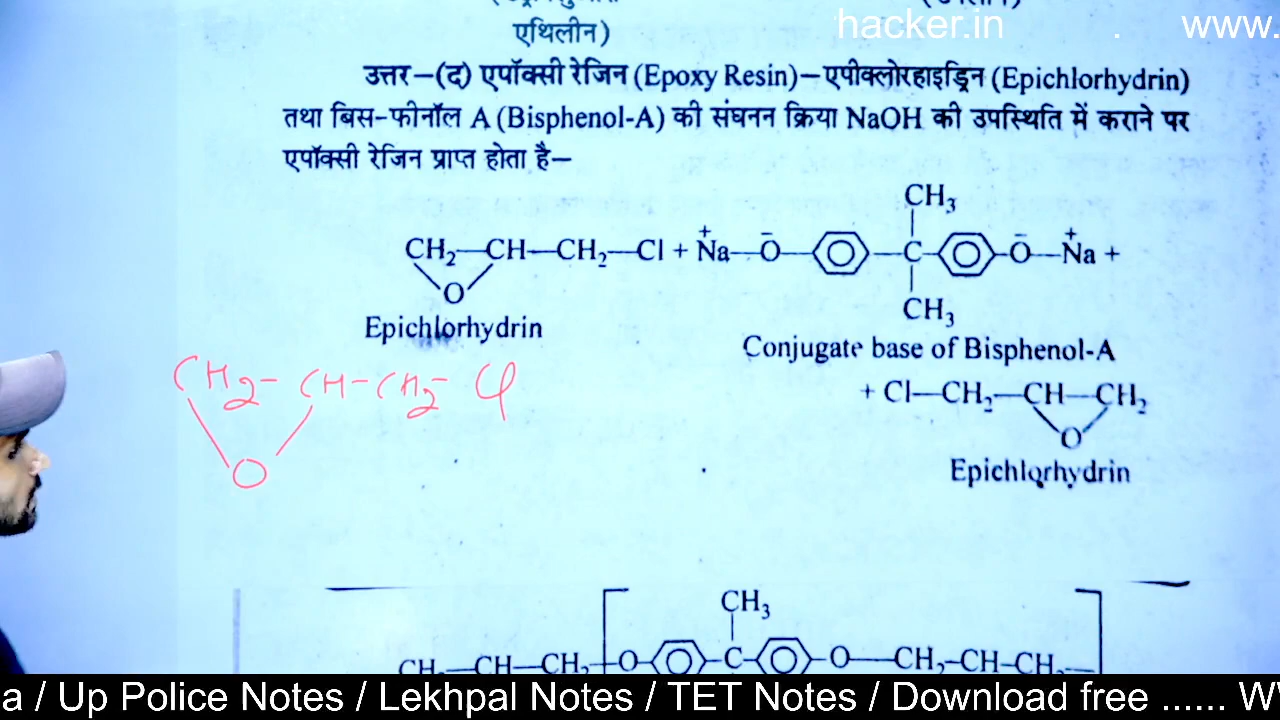 hacker.in . www.
एथिलीन)
उत्तर–(द) एपॉक्सी रेजिन (Epoxy Resin)–एपीक्लोरहाइड्रिन (Epichlorhydrin)
तथा बिस-फीनॉल A (Bisphenol-A) की संघनन क्रिया NaOH की उपस्थिति में कराने पर
एपॉक्सी रेजिन प्राप्त होता है–
CH₃
CH₂—CH—CH₂—Cl + Na⁺—O⁻— —C— —O⁻—Na⁺ +
O
CH₃
Epichlorhydrin
Conjugate base of Bisphenol-A
+ Cl—CH₂—CH—CH₂
O
Epichlorhydrin
CH₂-CH-CH₂-Cl
O
CH₃
CH₂—CH—CH₂—O— —C— —O—CH₂-CH-CH₂—
a / Up Police Notes / Lekhpal Notes / TET Notes / Download free ...... W